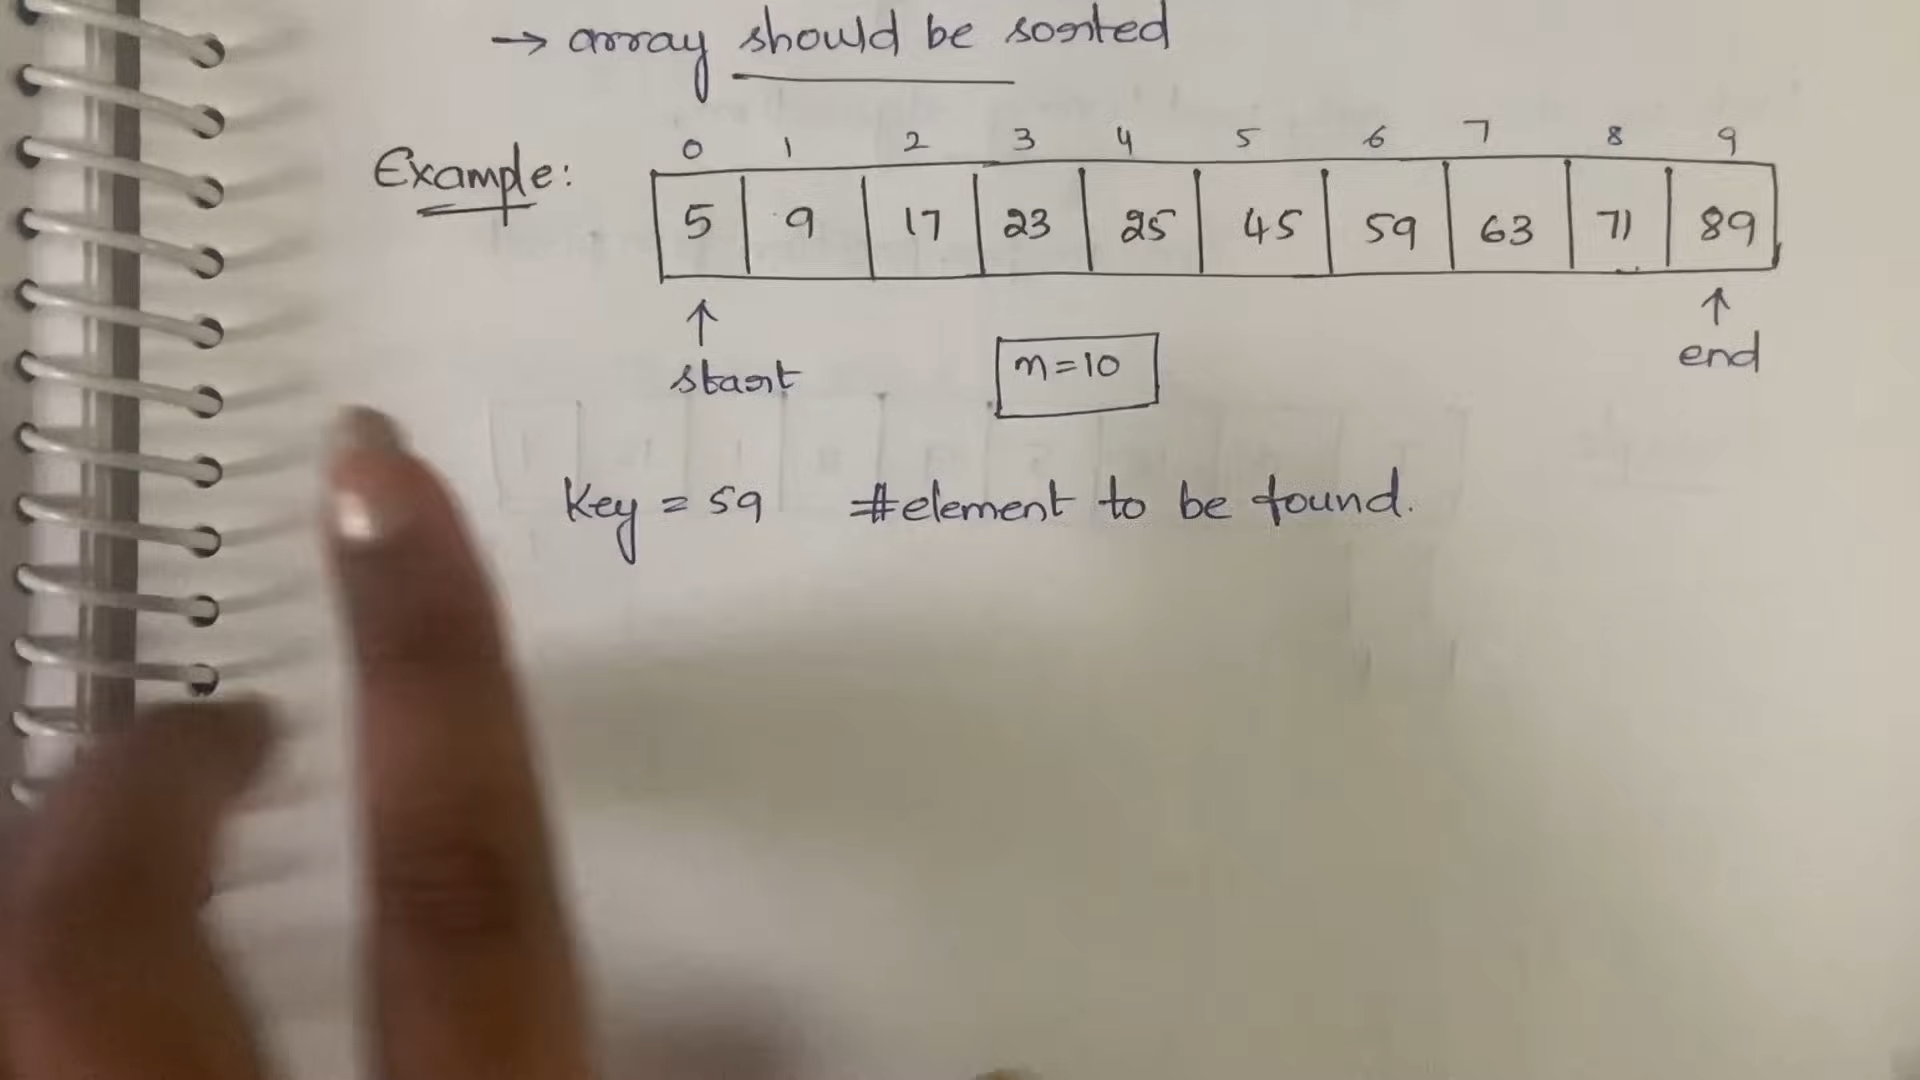 → array should be sorted
Example:
0 1 2 3 4 5 6 7 8 9
5 9 17 23 25 45 59 63 71 89
↑ ↑
start end
n=10
Key = 59 #element to be found.